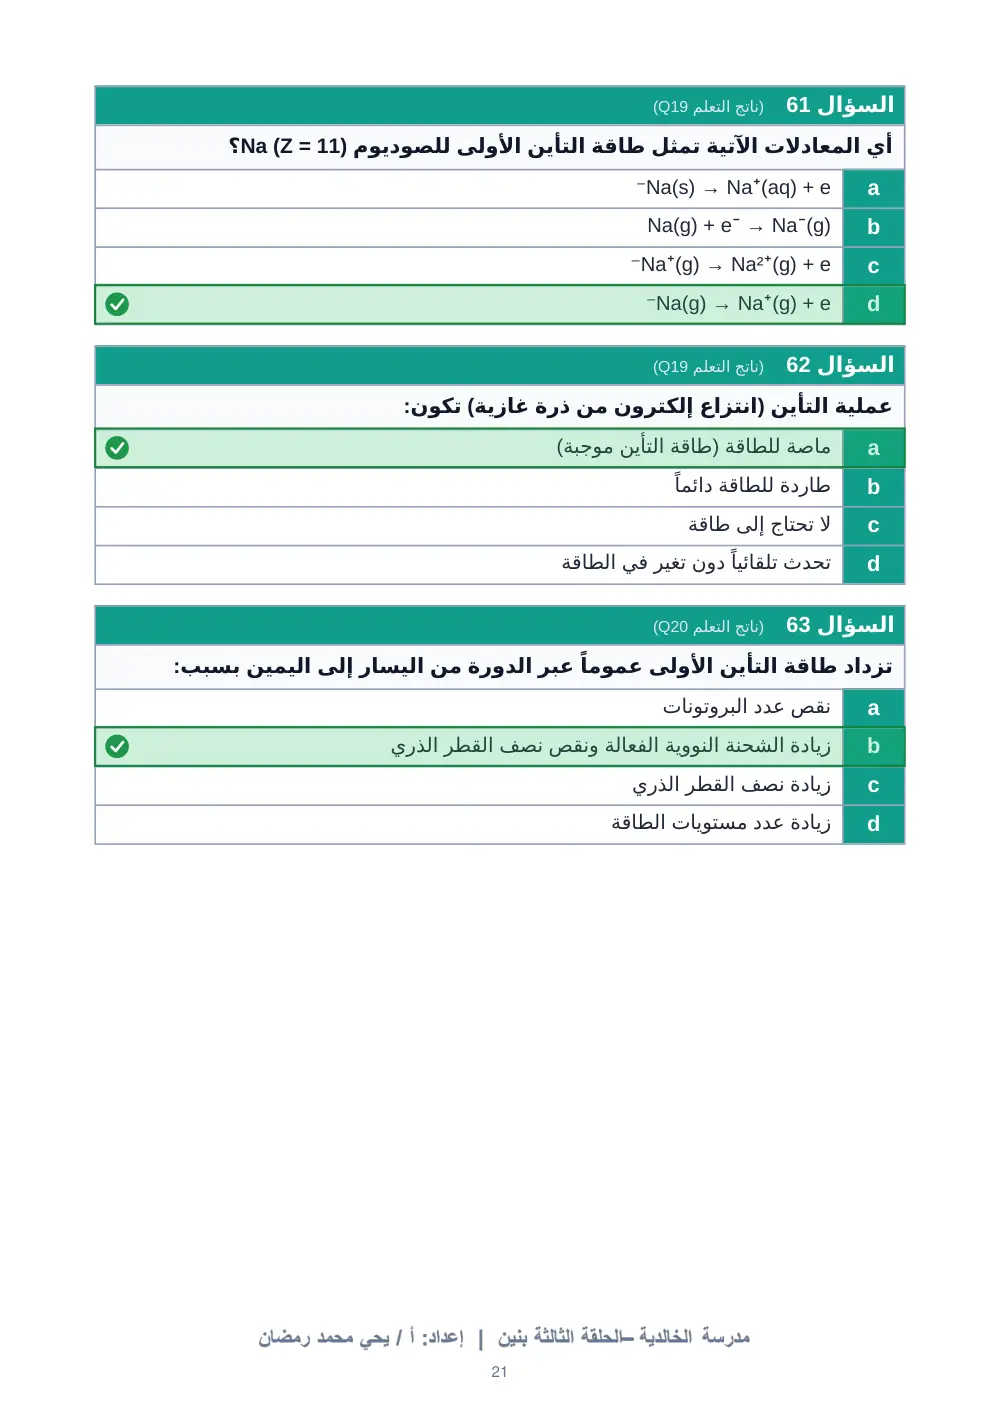 السؤال 61 (ناتج التعلم Q19)
أي المعادلات الآتية تمثل طاقة التأين الأولى للصوديوم Na (Z = 11)؟
a Na(s) → Na⁺(aq) + e⁻
b Na(g) + e⁻ → Na⁻(g)
c Na⁺(g) → Na²⁺(g) + e⁻
d Na(g) → Na⁺(g) + e⁻
السؤال 62 (ناتج التعلم Q19)
عملية التأين (انتزاع إلكترون من ذرة غازية) تكون:
a ماصة للطاقة (طاقة التأين موجبة)
b طاردة للطاقة دائماً
c لا تحتاج إلى طاقة
d تحدث تلقائياً دون تغير في الطاقة
السؤال 63 (ناتج التعلم Q20)
تزداد طاقة التأين الأولى عموماً عبر الدورة من اليسار إلى اليمين بسبب:
a نقص عدد البروتونات
b زيادة الشحنة النووية الفعالة ونقص نصف القطر الذري
c زيادة نصف القطر الذري
d زيادة عدد مستويات الطاقة
مدرسة الخالدية –الحلقة الثالثة بنين | إعداد: أ / يحي محمد رمضان
21